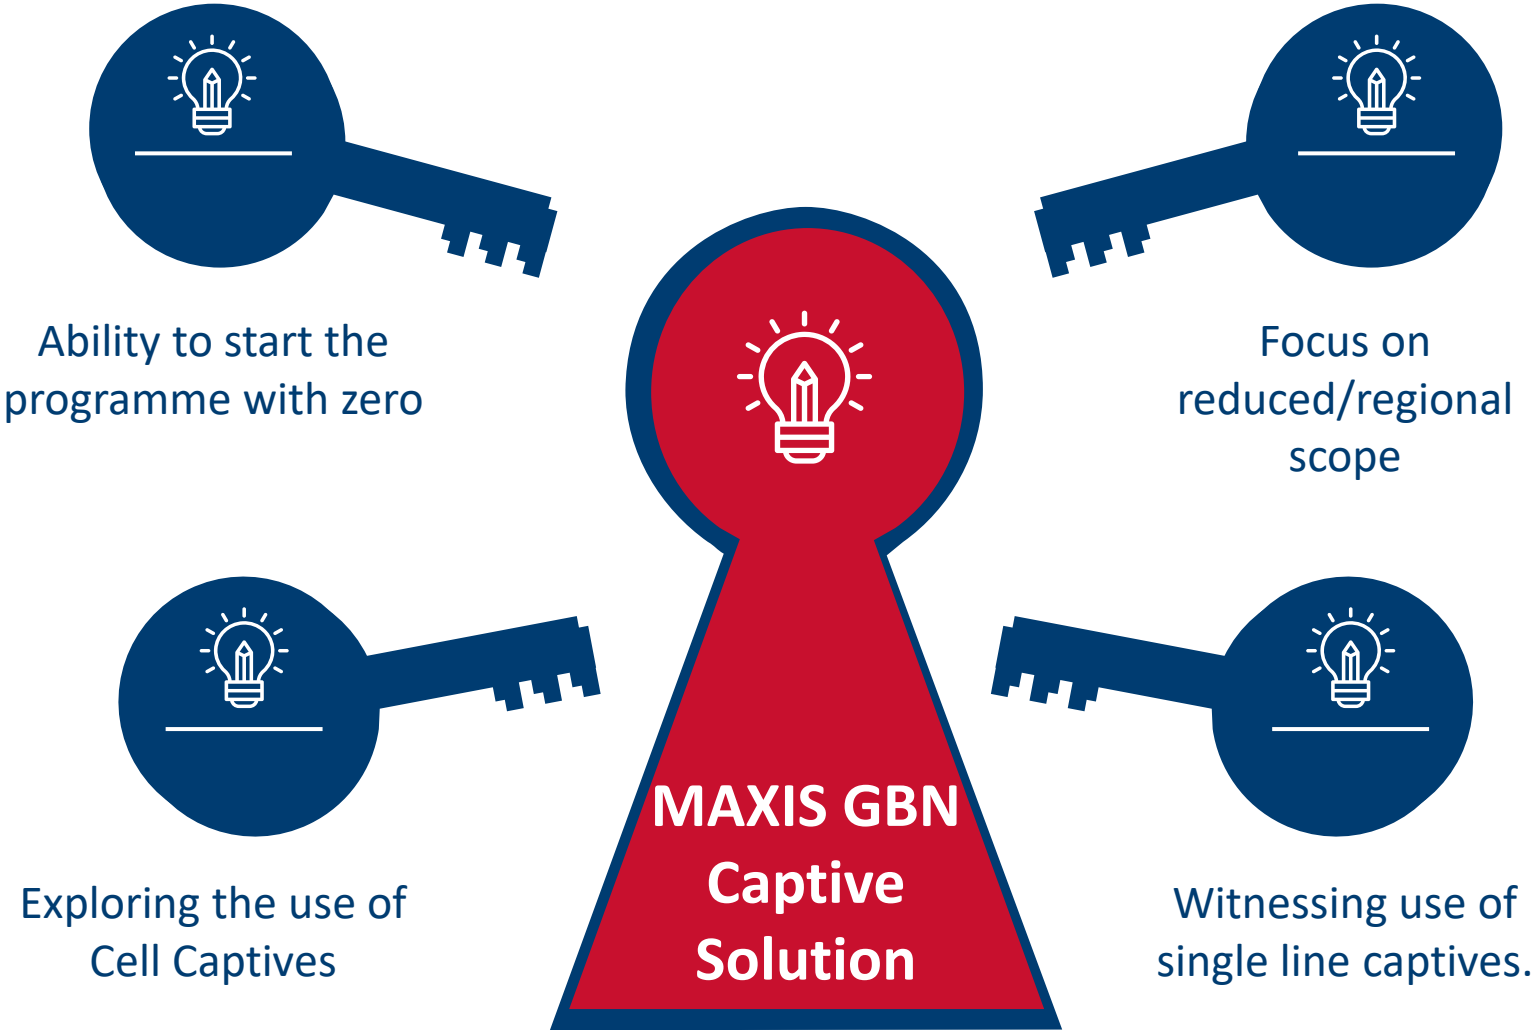 Ability to start the
programme with zero
Focus on
reduced/regional
scope
Exploring the use of
Cell Captives
MAXIS GBN
Captive
Solution
Witnessing use of
single line captives.